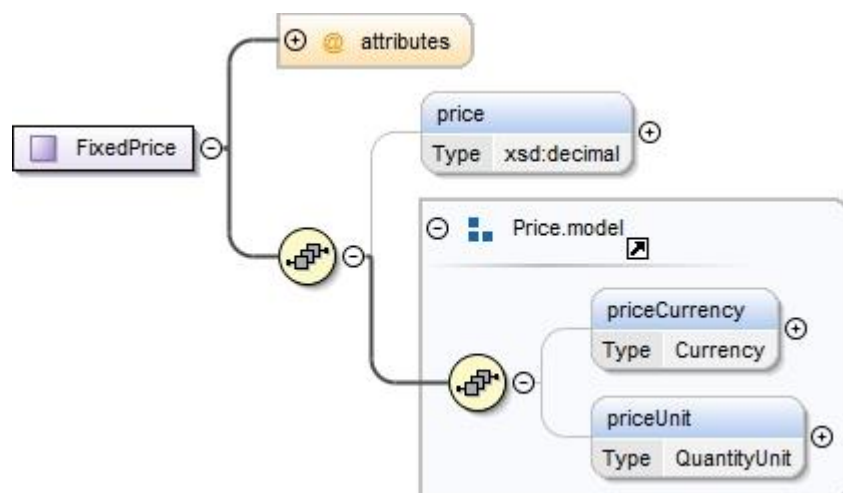 @ attributes
FixedPrice
price
Type xsd:decimal
Price.model
priceCurrency
Type Currency
priceUnit
Type QuantityUnit